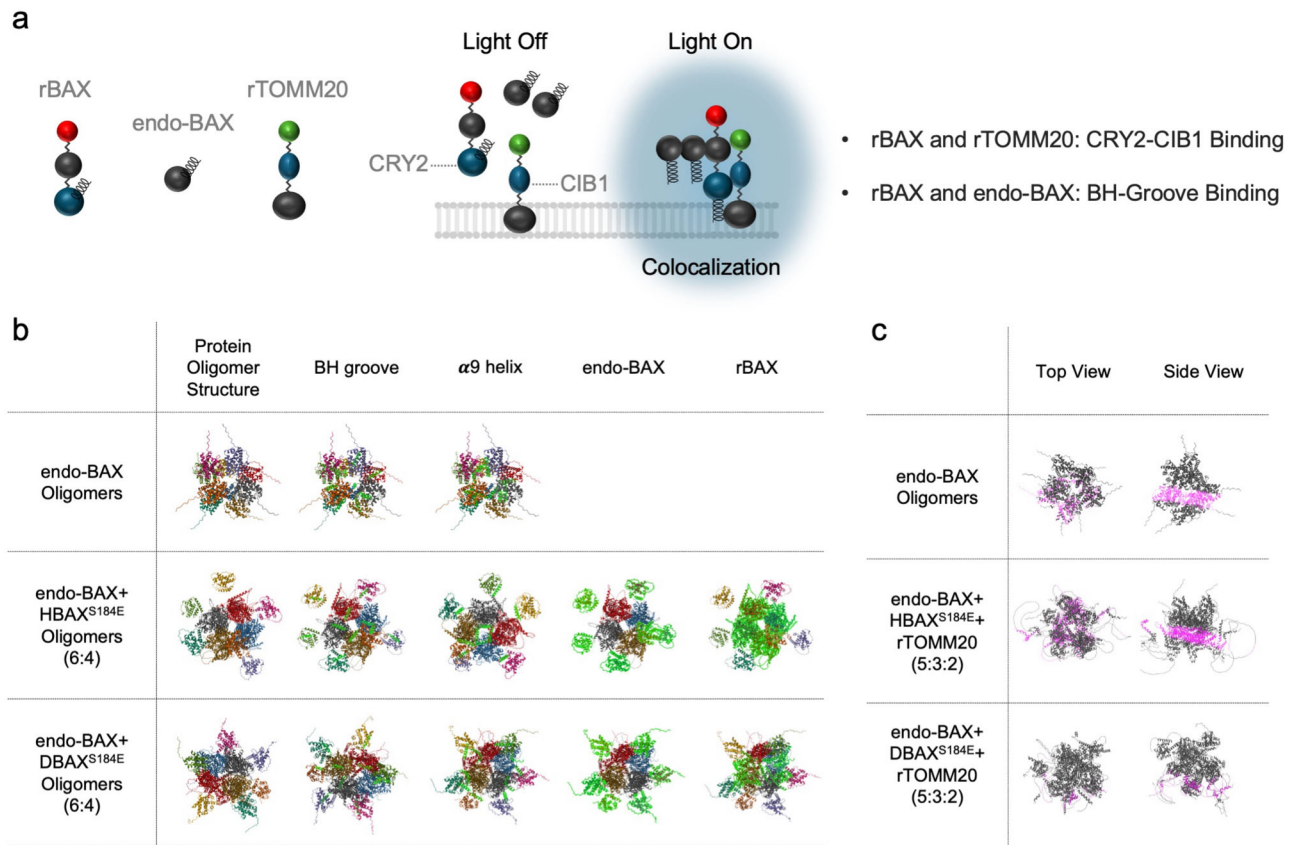 a
Light Off
Light On
rBAX
endo-BAX
rTOMM20
CRY2
CIB1
Colocalization
• rBAX and rTOMM20: CRY2-CIB1 Binding
• rBAX and endo-BAX: BH-Groove Binding
b
Protein
Oligomer
Structure
BH groove
α9 helix
endo-BAX
rBAX
endo-BAX
Oligomers
endo-BAX+
HBAX^S184E
Oligomers
(6:4)
endo-BAX+
DBAX^S184E
Oligomers
(6:4)
c
Top View
Side View
endo-BAX
Oligomers
endo-BAX+
HBAX^S184E+
rTOMM20
(5:3:2)
endo-BAX+
DBAX^S184E+
rTOMM20
(5:3:2)